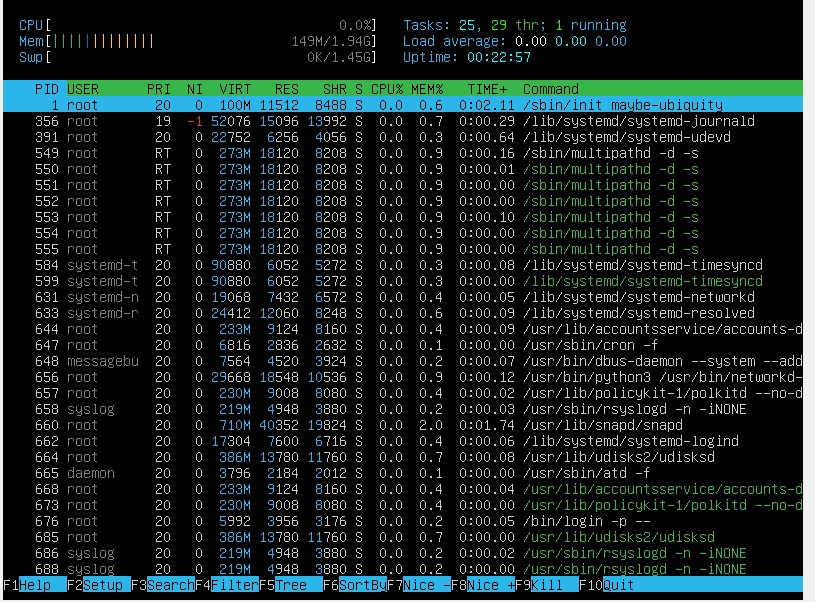 CPU[ 0.0%] Tasks: 25, 29 thr; 1 running
Mem[|||||||||||||||| 149M/1.94G] Load average: 0.00 0.00 0.00
Swp[ 0K/1.45G] Uptime: 00:22:57
PID USER PRI NI VIRT RES SHR S CPU% MEM% TIME+ Command
1 root 20 0 100M 11512 8488 S 0.0 0.6 0:02.11 /sbin/init maybe-ubiquity
356 root 19 -1 52076 15096 13992 S 0.0 0.7 0:00.29 /lib/systemd/systemd-journald
391 root 20 0 22752 6256 4056 S 0.0 0.3 0:00.64 /lib/systemd/systemd-udevd
549 root RT 0 273M 18120 8208 S 0.0 0.9 0:00.16 /sbin/multipathd -d -s
550 root RT 0 273M 18120 8208 S 0.0 0.9 0:00.01 /sbin/multipathd -d -s
551 root RT 0 273M 18120 8208 S 0.0 0.9 0:00.00 /sbin/multipathd -d -s
552 root RT 0 273M 18120 8208 S 0.0 0.9 0:00.00 /sbin/multipathd -d -s
553 root RT 0 273M 18120 8208 S 0.0 0.9 0:00.10 /sbin/multipathd -d -s
554 root RT 0 273M 18120 8208 S 0.0 0.9 0:00.00 /sbin/multipathd -d -s
555 root RT 0 273M 18120 8208 S 0.0 0.9 0:00.00 /sbin/multipathd -d -s
584 systemd-t 20 0 90880 6052 5272 S 0.0 0.3 0:00.08 /lib/systemd/systemd-timesyncd
599 systemd-t 20 0 90880 6052 5272 S 0.0 0.3 0:00.00 /lib/systemd/systemd-timesyncd
631 systemd-n 20 0 19068 7432 6572 S 0.0 0.4 0:00.05 /lib/systemd/systemd-networkd
633 systemd-r 20 0 24412 12060 8248 S 0.0 0.6 0:00.09 /lib/systemd/systemd-resolved
644 root 20 0 233M 9124 8160 S 0.0 0.4 0:00.09 /usr/lib/accountsservice/accounts-d
647 root 20 0 6816 2836 2632 S 0.0 0.1 0:00.00 /usr/sbin/cron -f
648 messagebu 20 0 7564 4520 3924 S 0.0 0.2 0:00.07 /usr/bin/dbus-daemon --system --add
656 root 20 0 29668 18548 10536 S 0.0 0.9 0:00.12 /usr/bin/python3 /usr/bin/networkd-
657 root 20 0 230M 9008 8080 S 0.0 0.4 0:00.02 /usr/lib/policykit-1/polkitd --no-d
658 syslog 20 0 219M 4948 3880 S 0.0 0.2 0:00.03 /usr/sbin/rsyslogd -n -iNONE
660 root 20 0 710M 40352 19824 S 0.0 2.0 0:01.74 /usr/lib/snapd/snapd
662 root 20 0 17304 7600 6716 S 0.0 0.4 0:00.06 /lib/systemd/systemd-logind
664 root 20 0 386M 13780 11760 S 0.0 0.7 0:00.08 /usr/lib/udisks2/udisksd
665 daemon 20 0 3796 2184 2012 S 0.0 0.1 0:00.00 /usr/sbin/atd -f
668 root 20 0 233M 9124 8160 S 0.0 0.4 0:00.04 /usr/lib/accountsservice/accounts-d
673 root 20 0 230M 9008 8080 S 0.0 0.4 0:00.00 /usr/lib/policykit-1/polkitd --no-d
676 root 20 0 5992 3956 3176 S 0.0 0.2 0:00.05 /bin/login -p --
685 root 20 0 386M 13780 11760 S 0.0 0.7 0:00.00 /usr/lib/udisks2/udisksd
686 syslog 20 0 219M 4948 3880 S 0.0 0.2 0:00.02 /usr/sbin/rsyslogd -n -iNONE
688 syslog 20 0 219M 4948 3880 S 0.0 0.2 0:00.00 /usr/sbin/rsyslogd -n -iNONE
F1Help F2Setup F3SearchF4FilterF5Tree F6SortByF7Nice -F8Nice +F9Kill F10Quit